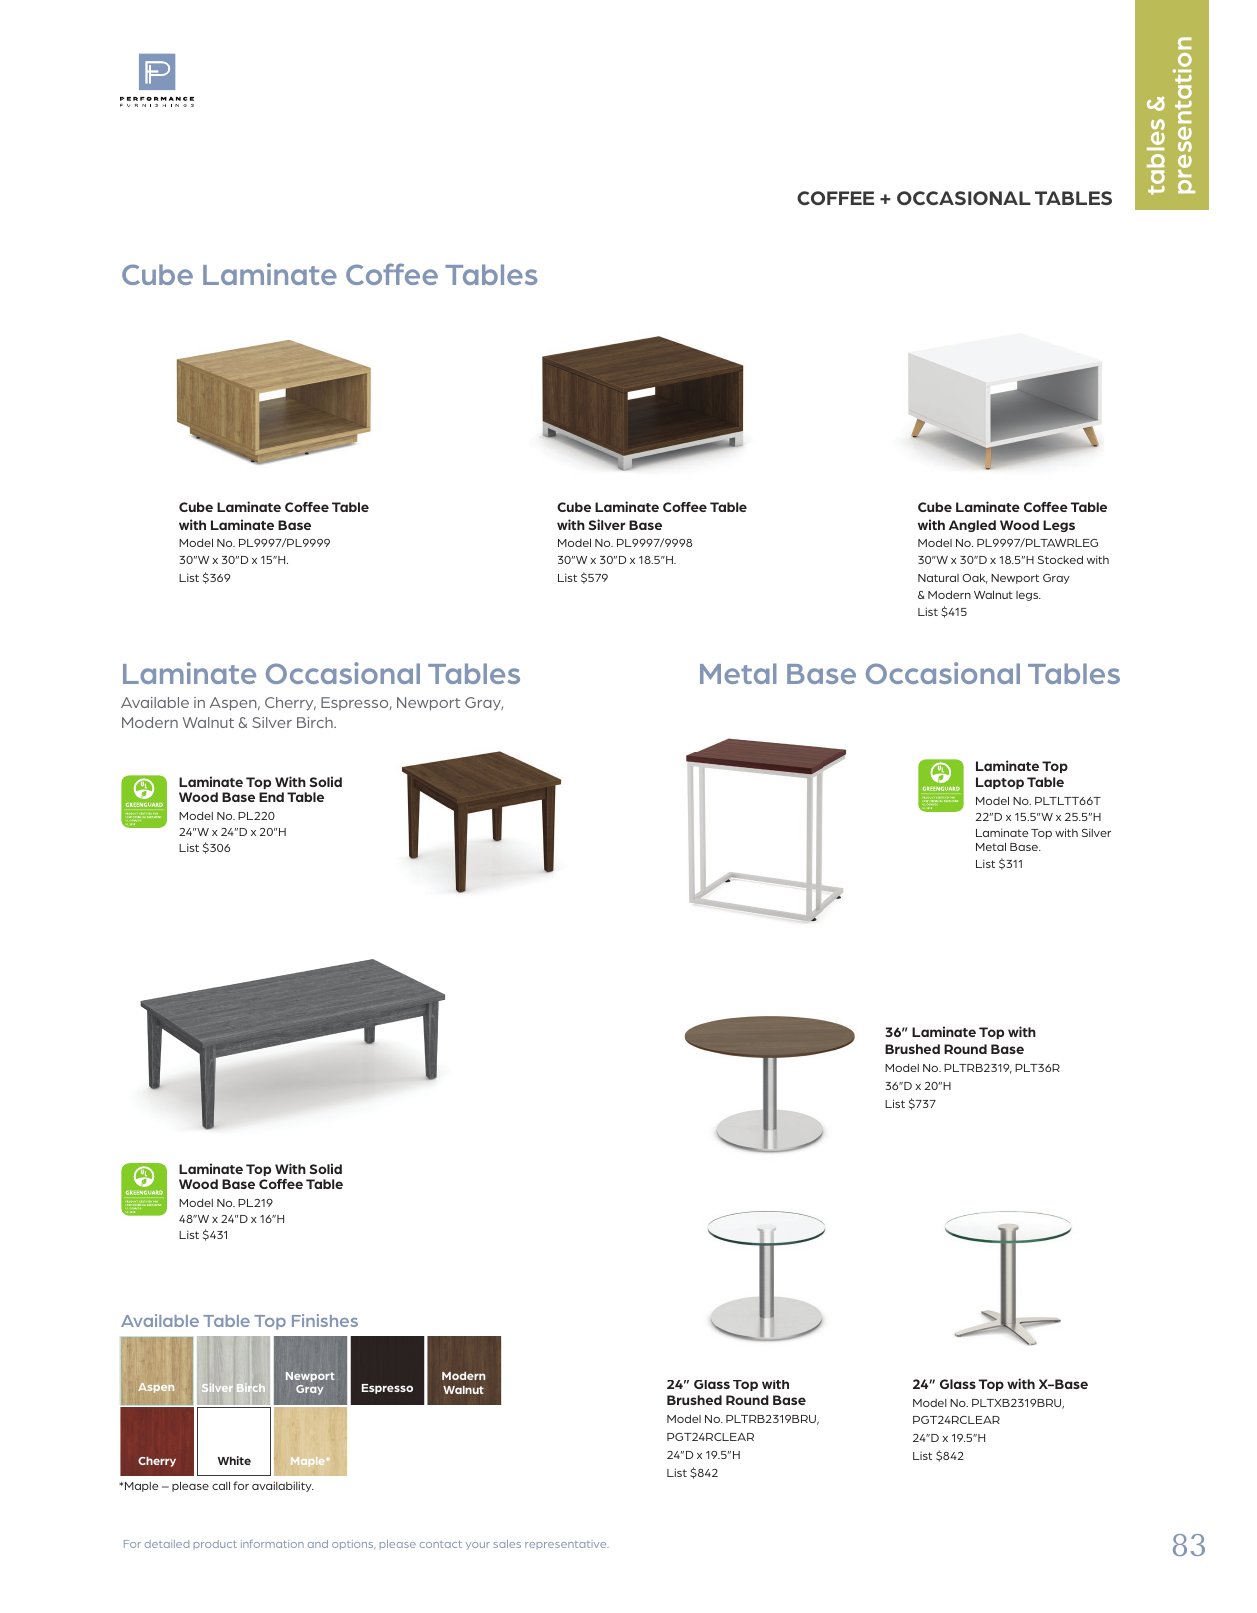 PERFORMANCE
FURNISHINGS
tables &
presentation
COFFEE + OCCASIONAL TABLES
Cube Laminate Coffee Tables
Cube Laminate Coffee Table
with Laminate Base
Model No. PL9997/PL9999
30"W x 30"D x 15"H.
List $369
Cube Laminate Coffee Table
with Silver Base
Model No. PL9997/9998
30"W x 30"D x 18.5"H.
List $579
Cube Laminate Coffee Table
with Angled Wood Legs
Model No. PL9997/PLTAWRLEG
30"W x 30"D x 18.5"H Stocked with
Natural Oak, Newport Gray
& Modern Walnut legs.
List $415
Laminate Occasional Tables
Available in Aspen, Cherry, Espresso, Newport Gray,
Modern Walnut & Silver Birch.
GREENGUARD
Laminate Top With Solid
Wood Base End Table
Model No. PL220
24"W x 24"D x 20"H
List $306
GREENGUARD
Laminate Top With Solid
Wood Base Coffee Table
Model No. PL219
48"W x 24"D x 16"H
List $431
Available Table Top Finishes
Aspen
Silver Birch
Newport
Gray
Espresso
Modern
Walnut
Cherry
White
Maple*
*Maple – please call for availability.
Metal Base Occasional Tables
GREENGUARD
Laminate Top
Laptop Table
Model No. PLTLTT66T
22"D x 15.5"W x 25.5"H
Laminate Top with Silver
Metal Base.
List $311
36" Laminate Top with
Brushed Round Base
Model No. PLTRB2319, PLT36R
36"D x 20"H
List $737
24" Glass Top with
Brushed Round Base
Model No. PLTRB2319BRU,
PGT24RCLEAR
24"D x 19.5"H
List $842
24" Glass Top with X-Base
Model No. PLTXB2319BRU,
PGT24RCLEAR
24"D x 19.5"H
List $842
For detailed product information and options, please contact your sales representative.
83